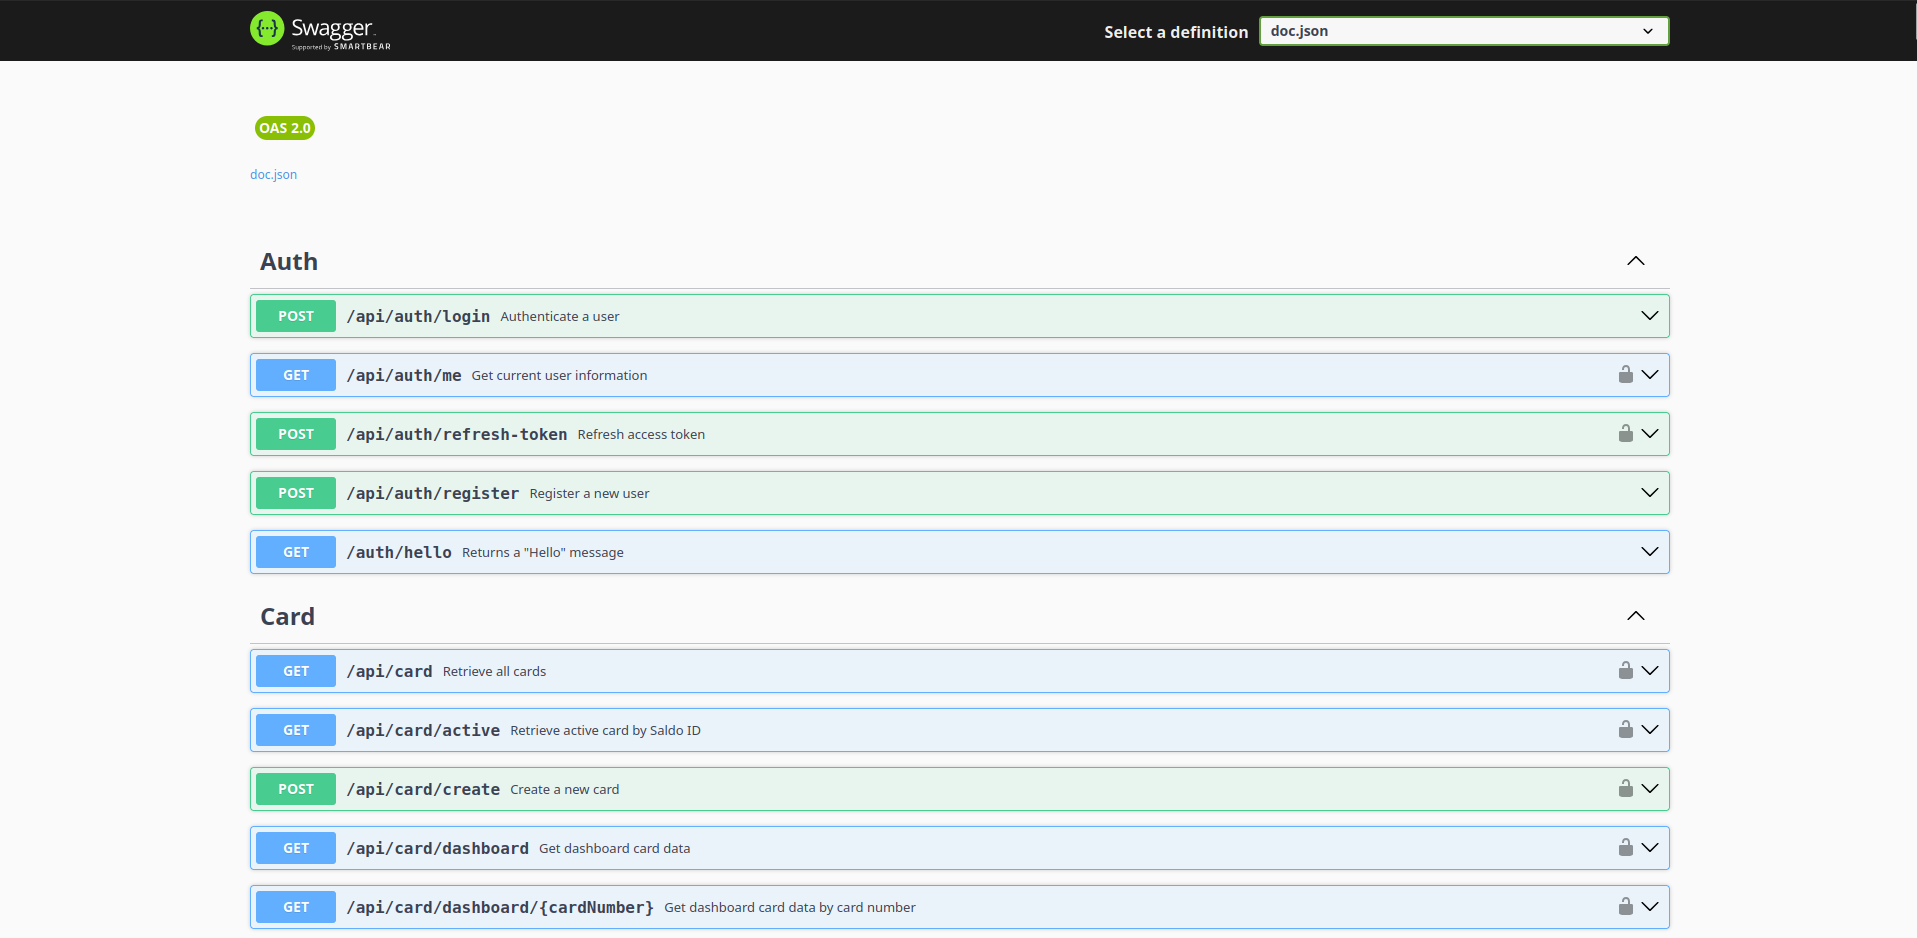 Swagger
Supported by SMARTBEAR
Select a definition
doc.json
OAS 2.0
doc.json
Auth
POST /api/auth/login Authenticate a user
GET /api/auth/me Get current user information
POST /api/auth/refresh-token Refresh access token
POST /api/auth/register Register a new user
GET /auth/hello Returns a "Hello" message
Card
GET /api/card Retrieve all cards
GET /api/card/active Retrieve active card by Saldo ID
POST /api/card/create Create a new card
GET /api/card/dashboard Get dashboard card data
GET /api/card/dashboard/{cardNumber} Get dashboard card data by card number